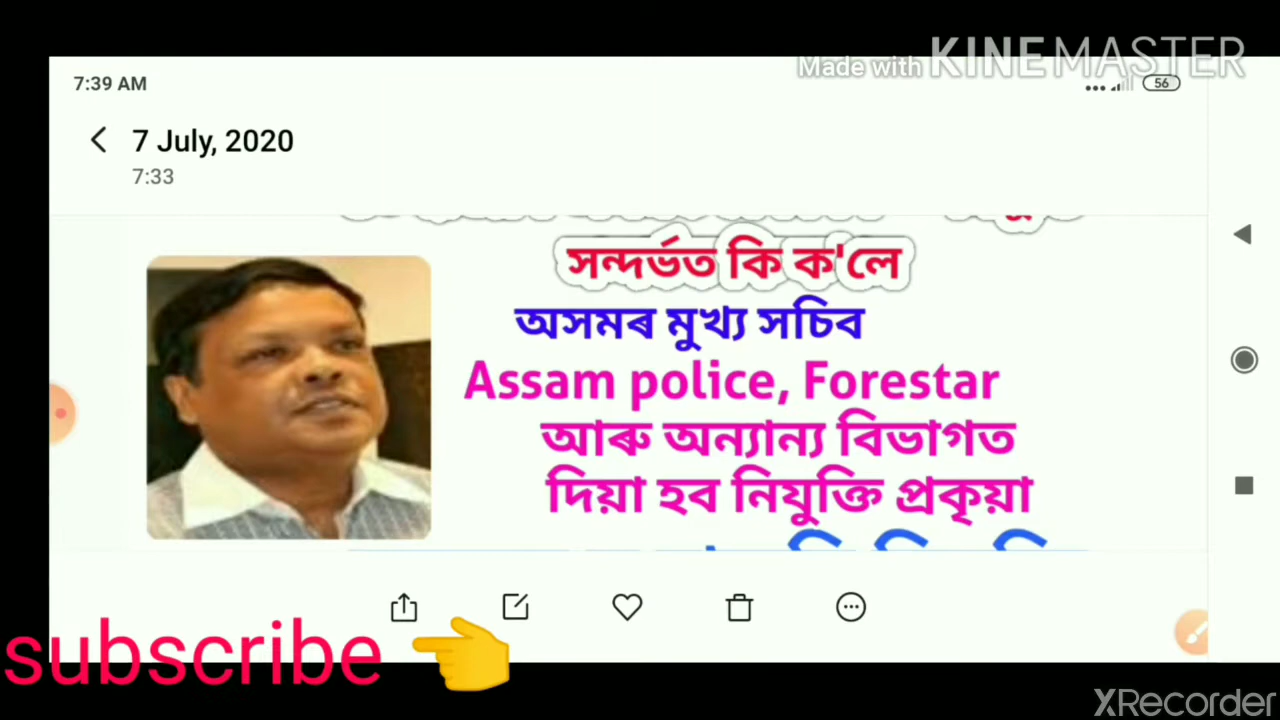 Made with KINEMASTER
7:39 AM
56
7 July, 2020
7:33
সন্দৰ্ভত কি ক'লে
অসমৰ মুখ্য সচিব
Assam police, Forestar
আৰু অন্যান্য বিভাগত
দিয়া হব নিযুক্তি প্ৰকৃয়া
subscribe
XRecorder